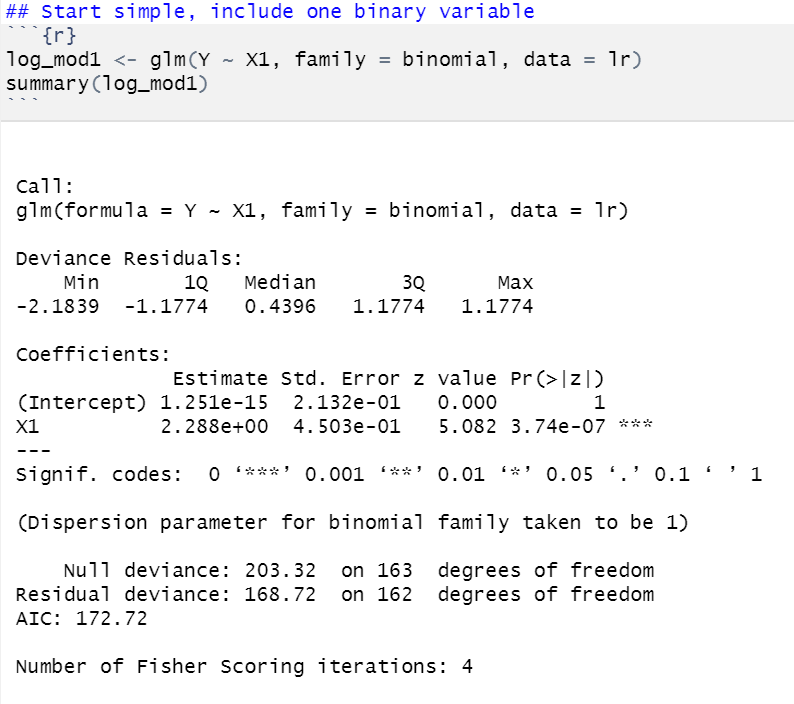 ## Start simple, include one binary variable
```{r}
log_mod1 <- glm(Y ~ X1, family = binomial, data = lr)
summary(log_mod1)
```
Call:
glm(formula = Y ~ X1, family = binomial, data = lr)
Deviance Residuals:
    Min       1Q   Median       3Q      Max
-2.1839  -1.1774   0.4396   1.1774   1.1774
Coefficients:
             Estimate Std. Error z value Pr(>|z|)
(Intercept) 1.251e-15  2.132e-01   0.000        1
X1          2.288e+00  4.503e-01   5.082 3.74e-07 ***
---
Signif. codes:  0 ‘***’ 0.001 ‘**’ 0.01 ‘*’ 0.05 ‘.’ 0.1 ‘ ’ 1
(Dispersion parameter for binomial family taken to be 1)
    Null deviance: 203.32  on 163  degrees of freedom
Residual deviance: 168.72  on 162  degrees of freedom
AIC: 172.72
Number of Fisher Scoring iterations: 4